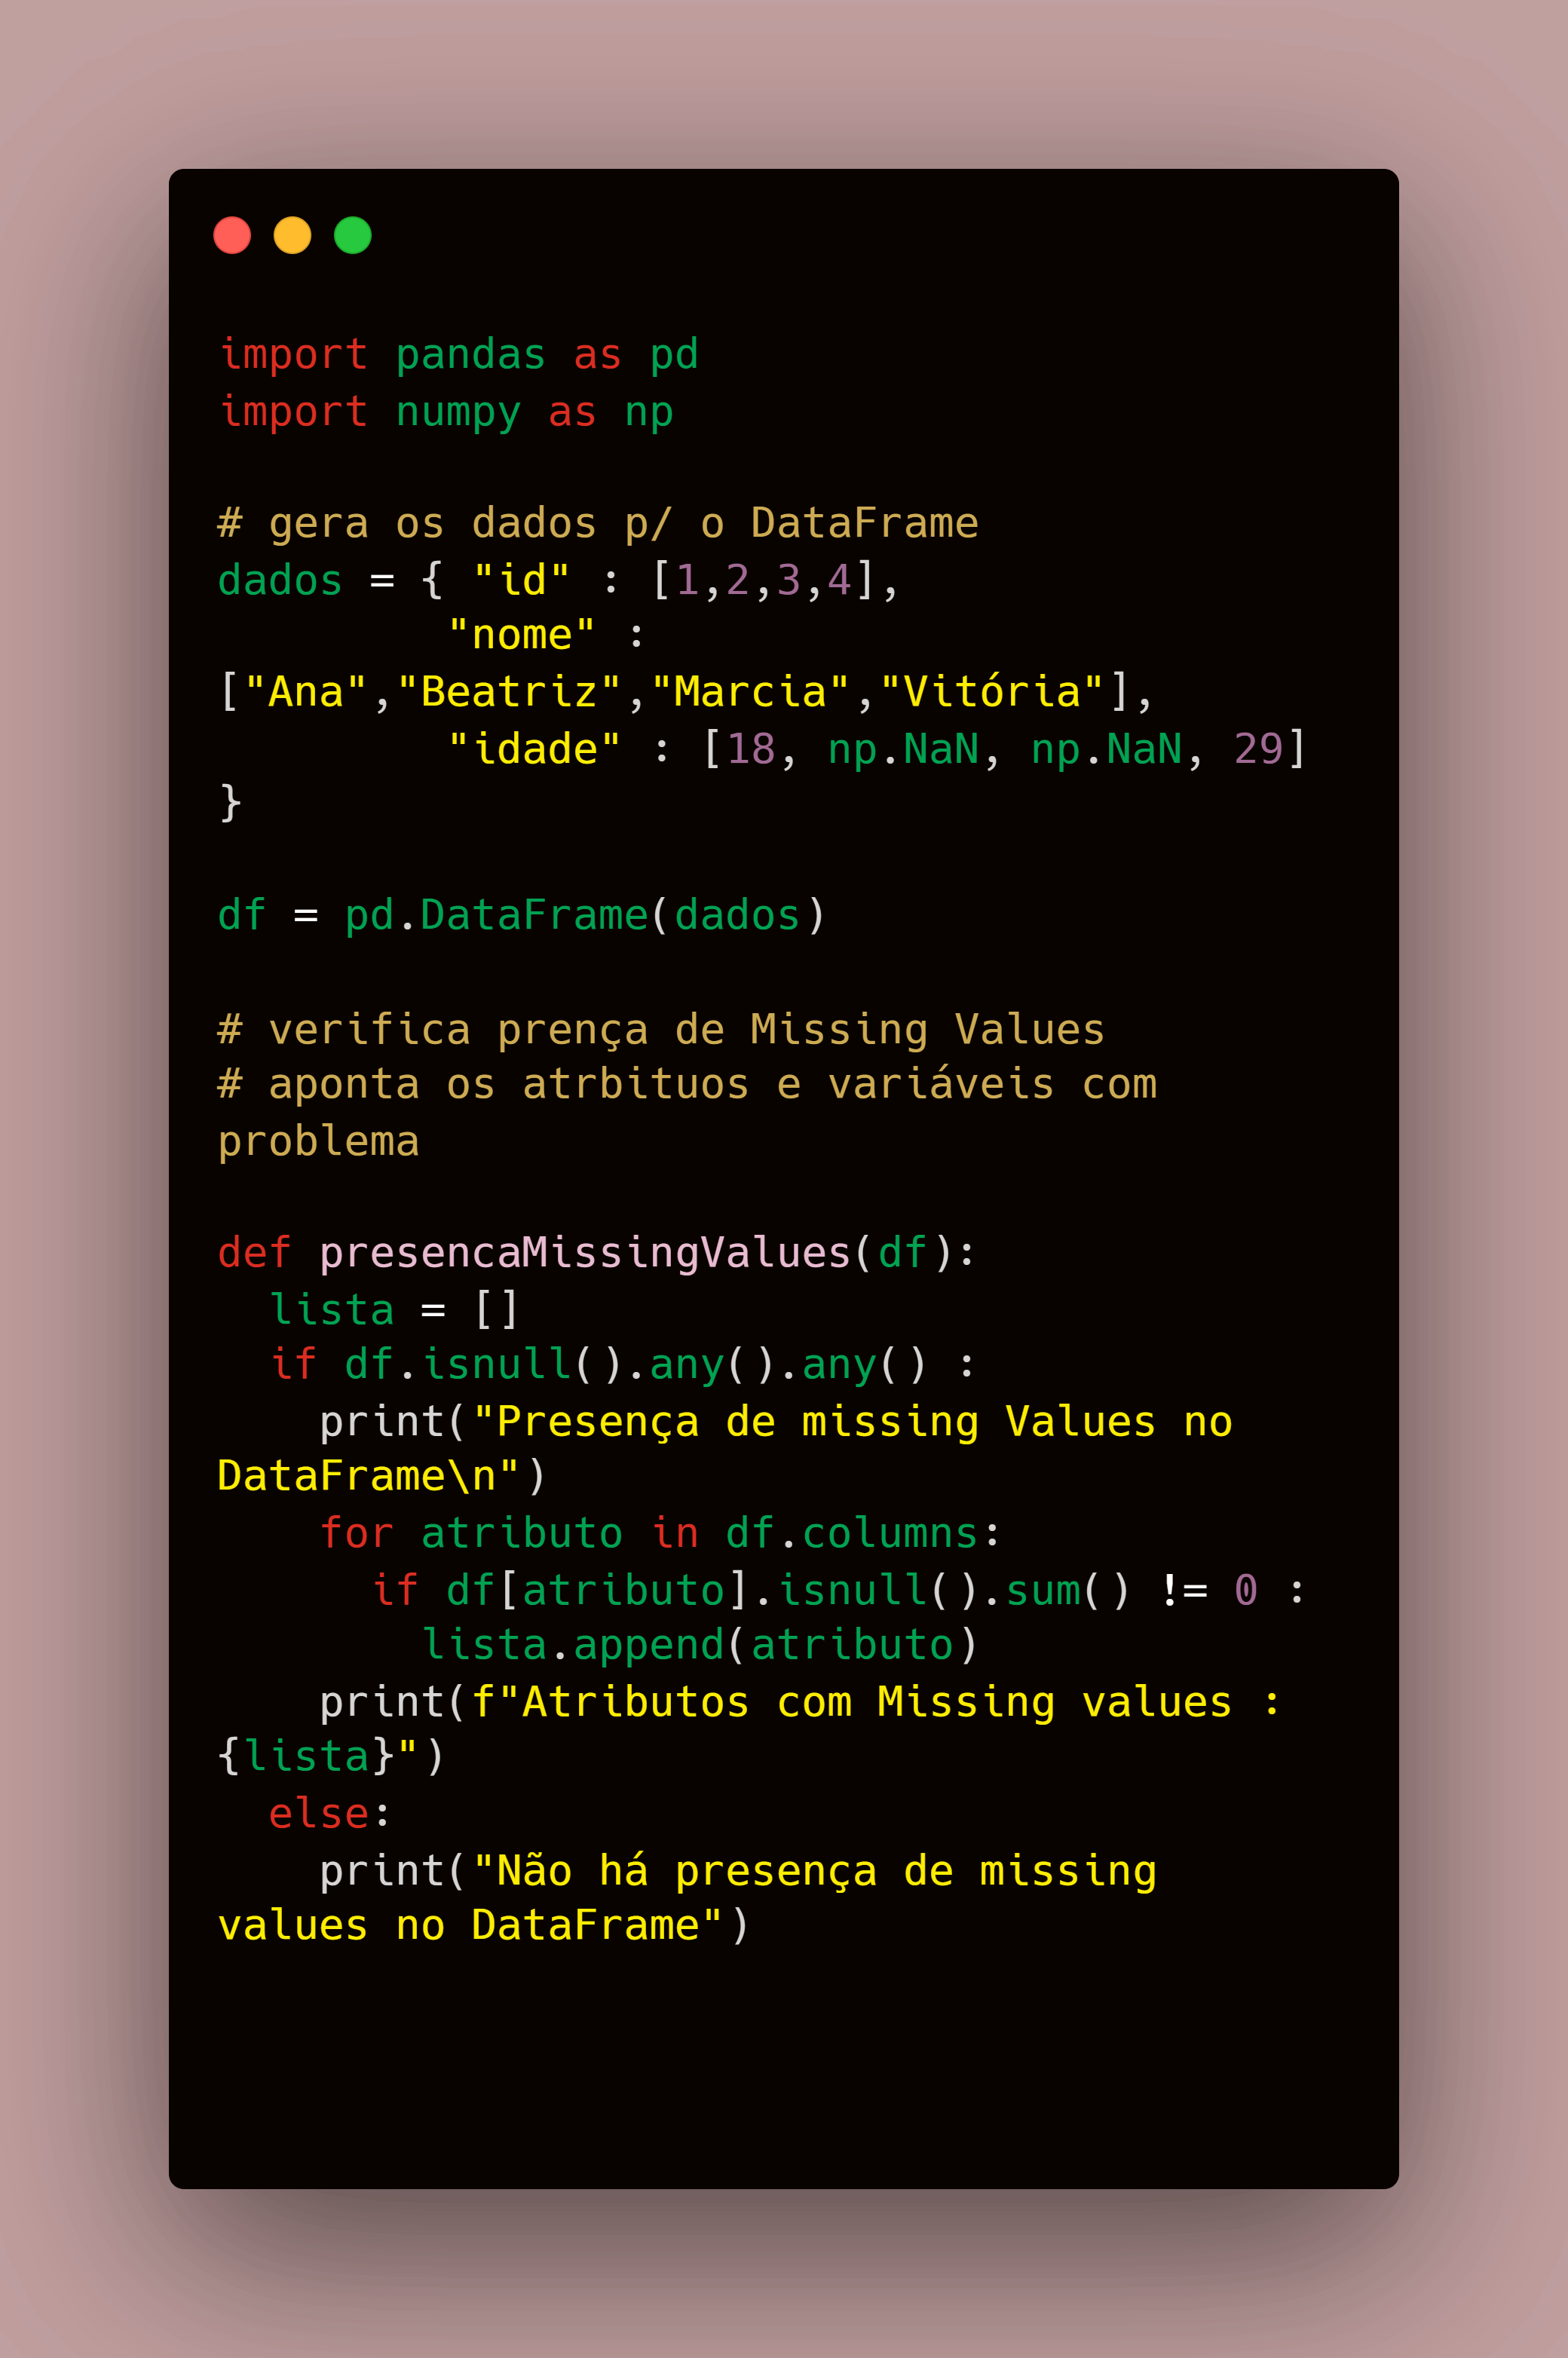 import pandas as pd
import numpy as np
# gera os dados p/ o DataFrame
dados = { "id" : [1,2,3,4],
         "nome" :
["Ana","Beatriz","Marcia","Vitória"],
         "idade" : [18, np.NaN, np.NaN, 29]
}
df = pd.DataFrame(dados)
# verifica prença de Missing Values
# aponta os atrbituos e variáveis com
problema
def presencaMissingValues(df):
  lista = []
  if df.isnull().any().any() :
    print("Presença de missing Values no
DataFrame\n")
    for atributo in df.columns:
      if df[atributo].isnull().sum() != 0 :
        lista.append(atributo)
    print(f"Atributos com Missing values :
{lista}")
  else:
    print("Não há presença de missing
values no DataFrame")